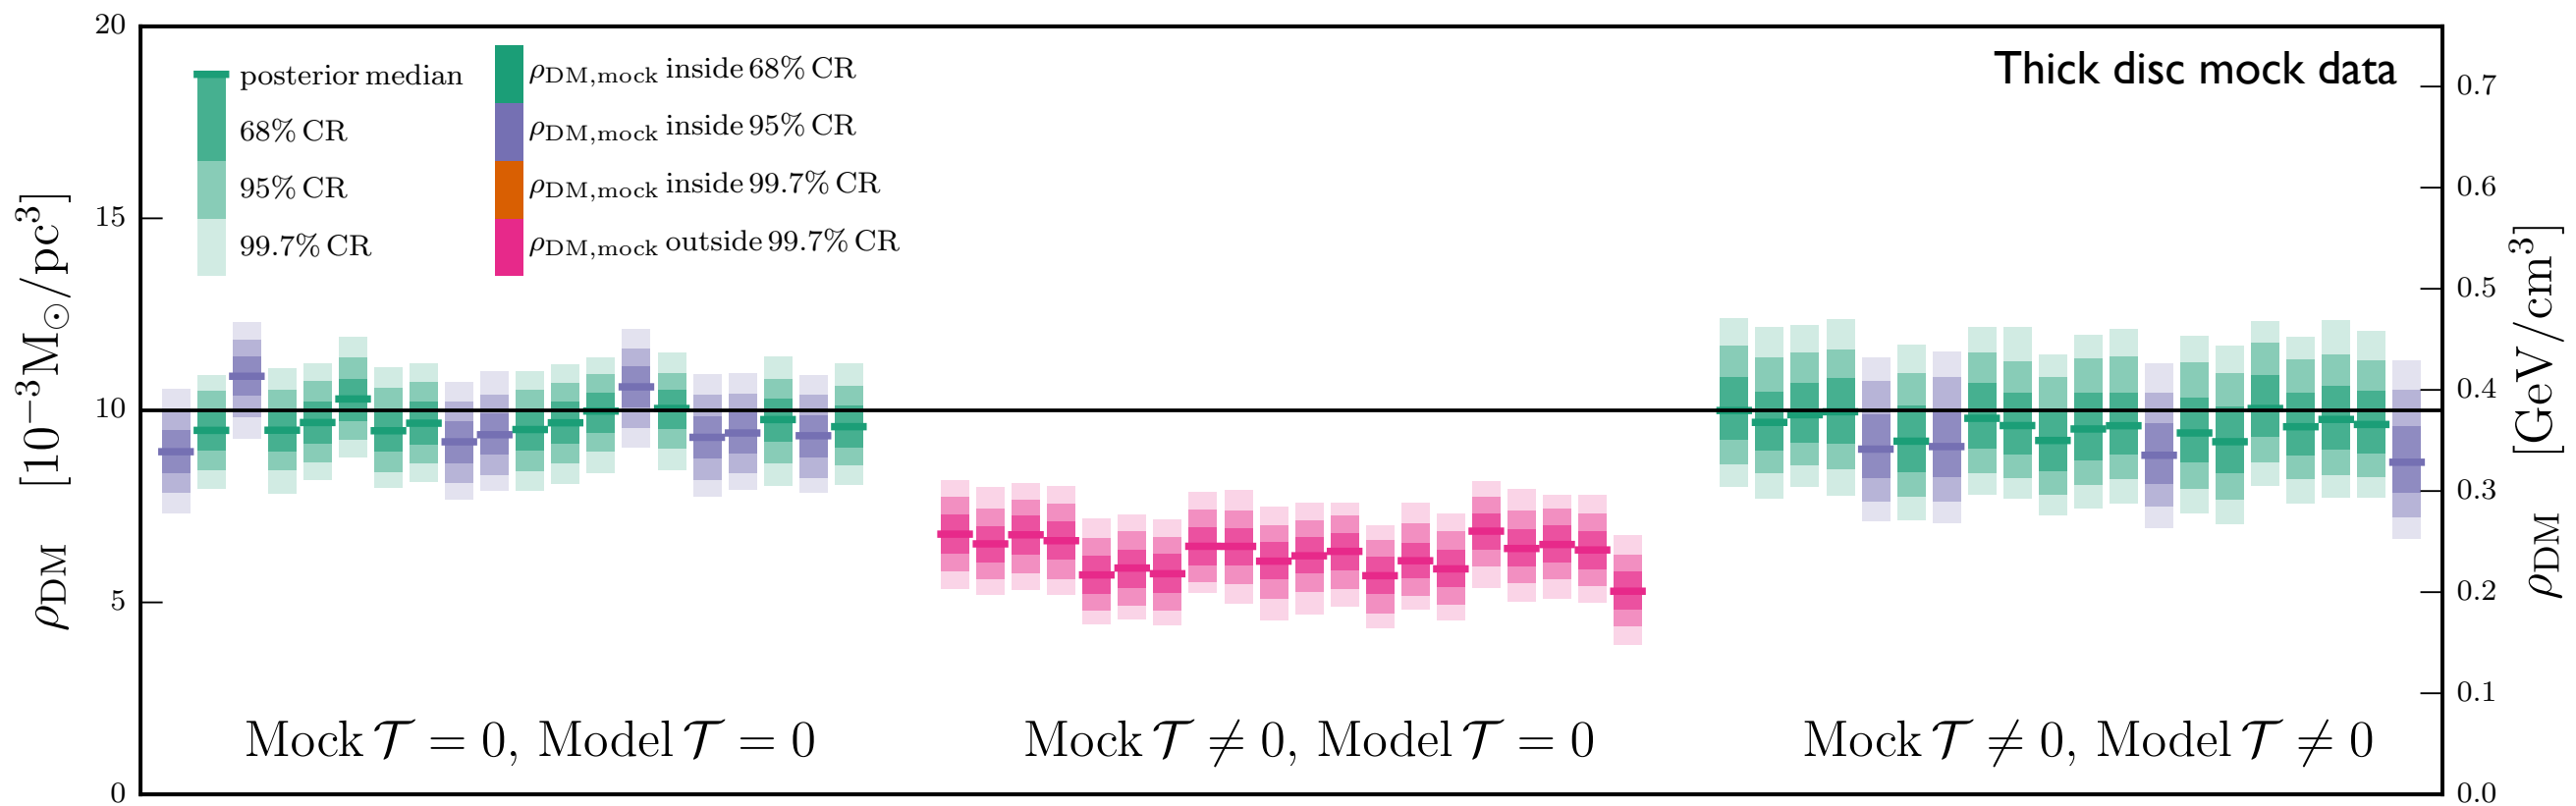 Thick disc mock data
posterior median
68% CR
95% CR
99.7% CR
ρDM,mock inside 68% CR
ρDM,mock inside 95% CR
ρDM,mock inside 99.7% CR
ρDM,mock outside 99.7% CR
ρDM [10⁻³M⊙/pc³]
20
15
10
5
0
Mock 𝒯 = 0, Model 𝒯 = 0
Mock 𝒯 ≠ 0, Model 𝒯 = 0
Mock 𝒯 ≠ 0, Model 𝒯 ≠ 0
0.7
0.6
0.5
0.4
0.3
0.2
0.1
0.0
ρDM [GeV/cm³]